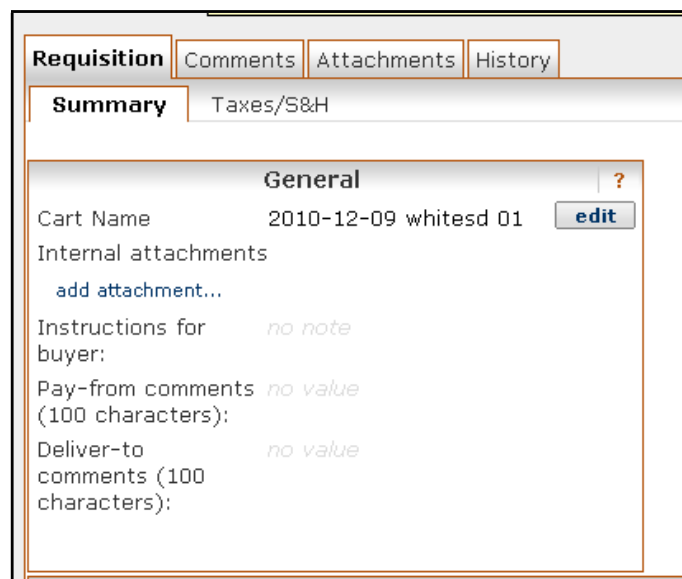 Requisition Comments Attachments History
Summary Taxes/S&H
General ?
Cart Name 2010-12-09 whitesd 01 edit
Internal attachments
add attachment...
Instructions for no note
buyer:
Pay-from comments no value
(100 characters):
Deliver-to no value
comments (100
characters):